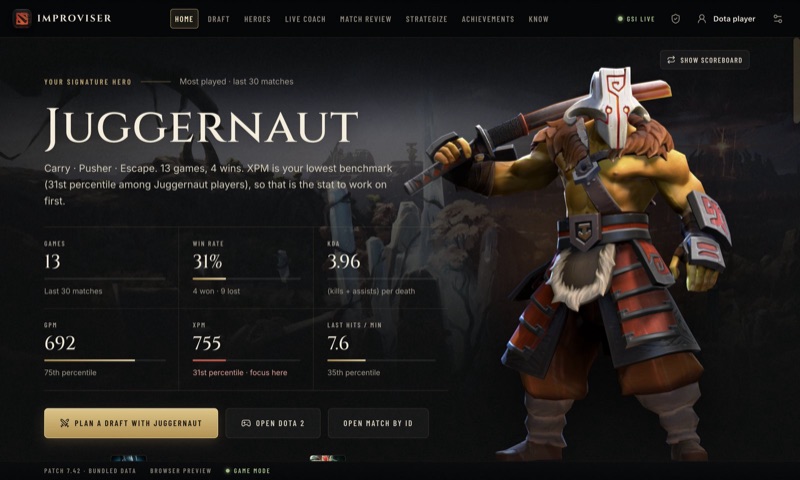 IMPROVISER
HOME DRAFT HEROES LIVE COACH MATCH REVIEW STRATEGIZE ACHIEVEMENTS KNOW
GSI LIVE
Dota player
SHOW SCOREBOARD
YOUR SIGNATURE HERO
Most played · last 30 matches
JUGGERNAUT
Carry · Pusher · Escape. 13 games, 4 wins. XPM is your lowest benchmark
(31st percentile among Juggernaut players), so that is the stat to work on
first.
GAMES
13
Last 30 matches
WIN RATE
31%
4 won · 9 lost
KDA
3.96
(kills + assists) per death
GPM
692
75th percentile
XPM
755
31st percentile · focus here
LAST HITS / MIN
7.6
35th percentile
PLAN A DRAFT WITH JUGGERNAUT
OPEN DOTA 2
OPEN MATCH BY ID
PATCH 7.42 · BUNDLED DATA
BROWSER PREVIEW
GAME MODE